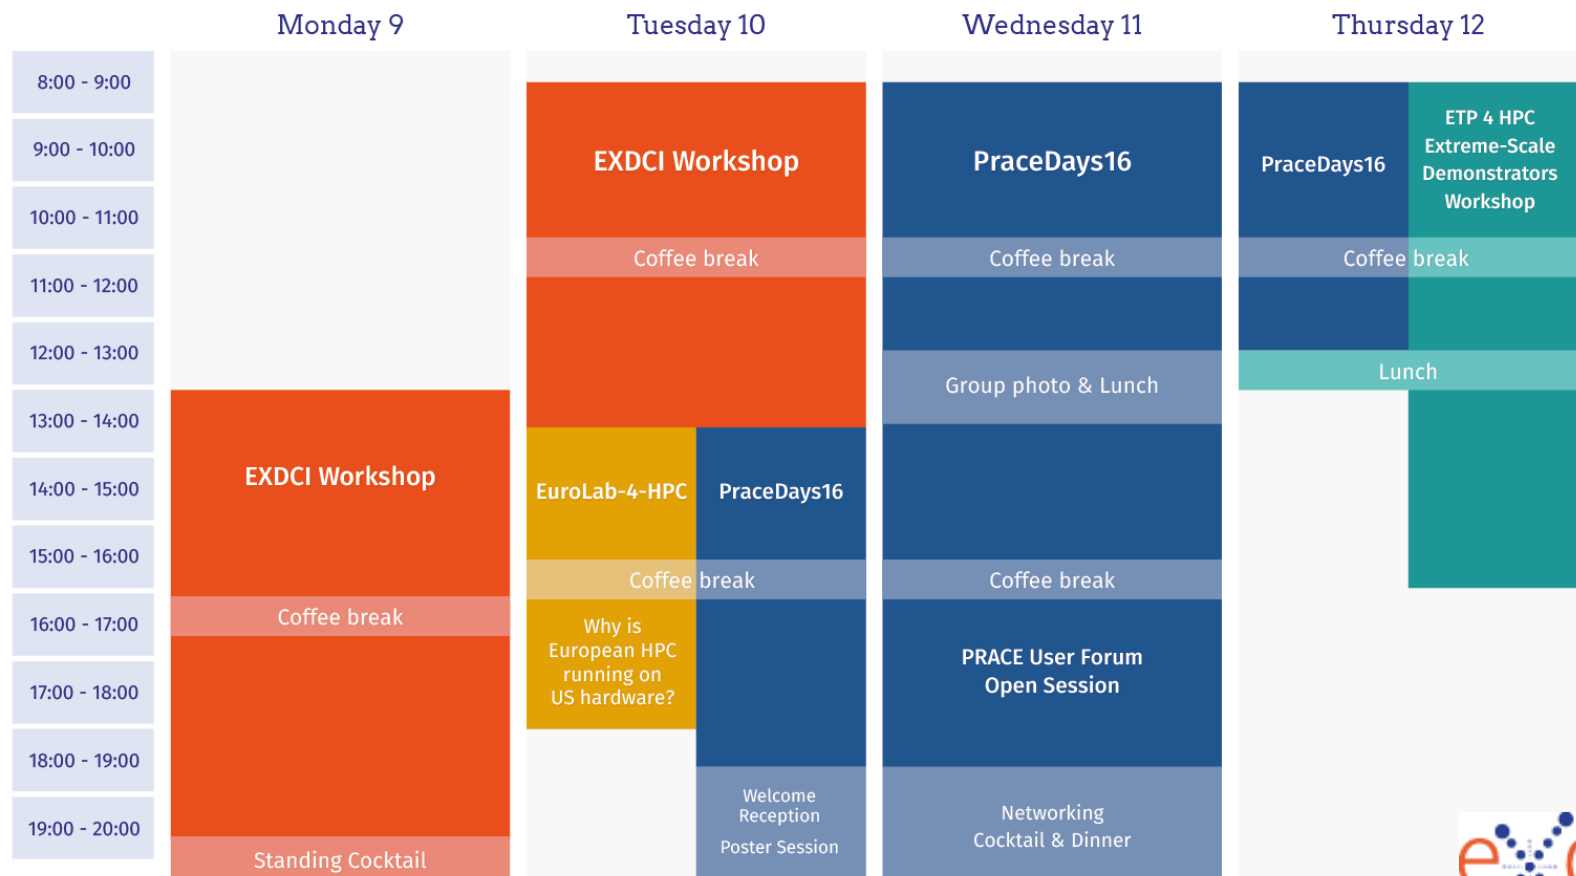 Monday 9
Tuesday 10
Wednesday 11
Thursday 12
8:00 - 9:00
9:00 - 10:00
10:00 - 11:00
11:00 - 12:00
12:00 - 13:00
13:00 - 14:00
14:00 - 15:00
15:00 - 16:00
16:00 - 17:00
17:00 - 18:00
18:00 - 19:00
19:00 - 20:00
EXDCI Workshop
Coffee break
Standing Cocktail
EXDCI Workshop
Coffee break
EuroLab-4-HPC
PraceDays16
Coffee break
Why is
European HPC
running on
US hardware?
Welcome
Reception
Poster Session
PraceDays16
Coffee break
Group photo & Lunch
Coffee break
PRACE User Forum
Open Session
Networking
Cocktail & Dinner
PraceDays16
ETP 4 HPC
Extreme-Scale
Demonstrators
Workshop
Coffee break
Lunch